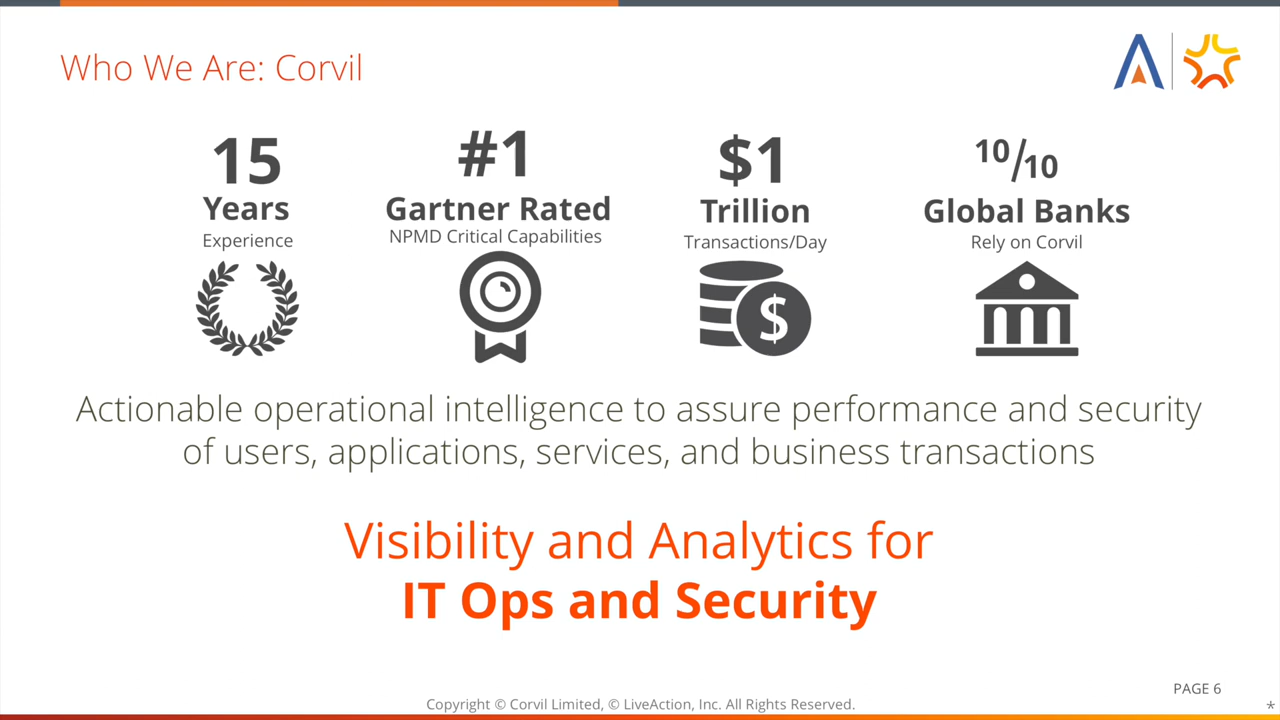 Who We Are: Corvil
15
Years
Experience
#1
Gartner Rated
NPMD Critical Capabilities
$1
Trillion
Transactions/Day
10/10
Global Banks
Rely on Corvil
$
Actionable operational intelligence to assure performance and security
of users, applications, services, and business transactions
Visibility and Analytics for
IT Ops and Security
PAGE 6
Copyright © Corvil Limited, © LiveAction, Inc. All Rights Reserved.
*